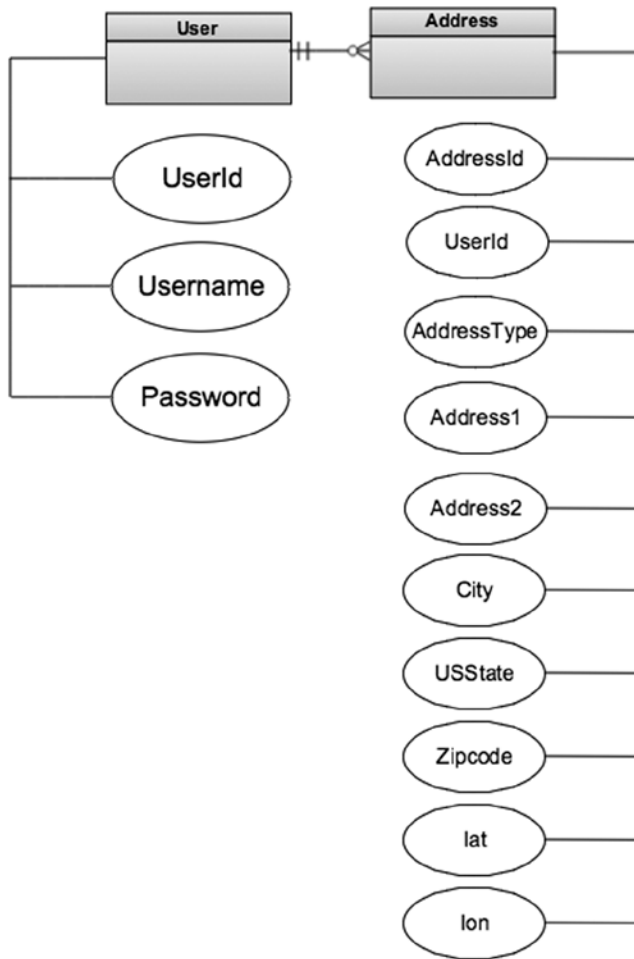 User
Address
UserId
Username
Password
AddressId
UserId
AddressType
Address1
Address2
City
USState
Zipcode
lat
lon